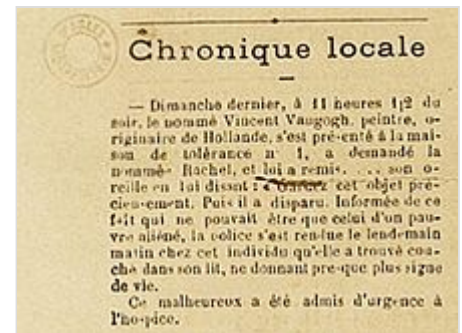 Chronique locale
— Dimanche dernier, à 11 heures 1|2 du
soir, le nommé Vincent Vaugogh, peintre, o-
riginaire de Hollande, s'est présenté à la mai-
son de tolérance n° 1, a demandé la
nommée Rachel, et lui a remis.... son o-
reille en lui disant : « Gardez cet objet pré-
cieusement. Puis il a disparu. Informée de ce
fait qui ne pouvait être que celui d'un pau-
vre aliéné, la police s'est rendue le lendemain
matin chez cet individu qu'elle a trouvé cou-
ché dans son lit, ne donnant presque plus signe
de vie.
Ce malheureux a été admis d'urgence à
l'hospice.